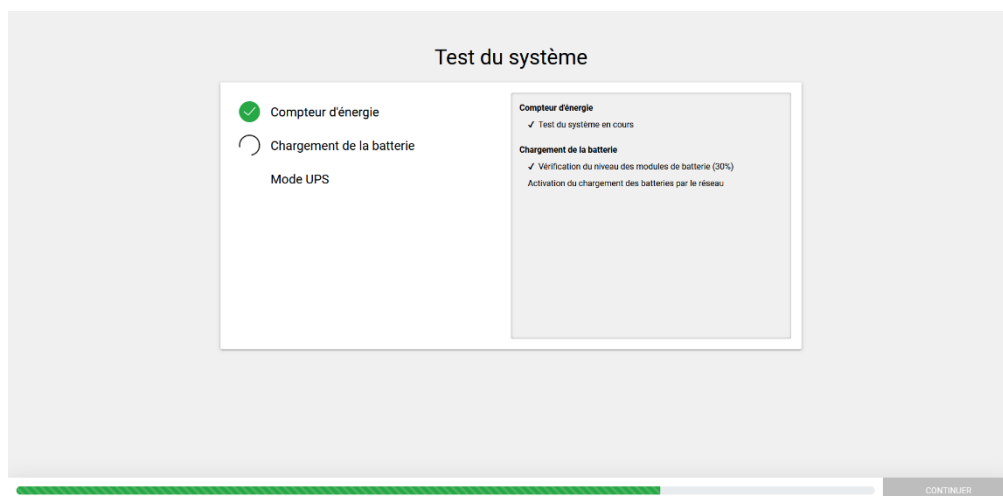 Test du système
Compteur d'énergie
Chargement de la batterie
Mode UPS
Compteur d'énergie
✓ Test du système en cours
Chargement de la batterie
✓ Vérification du niveau des modules de batterie (30%)
Activation du chargement des batteries par le réseau
CONTINUER